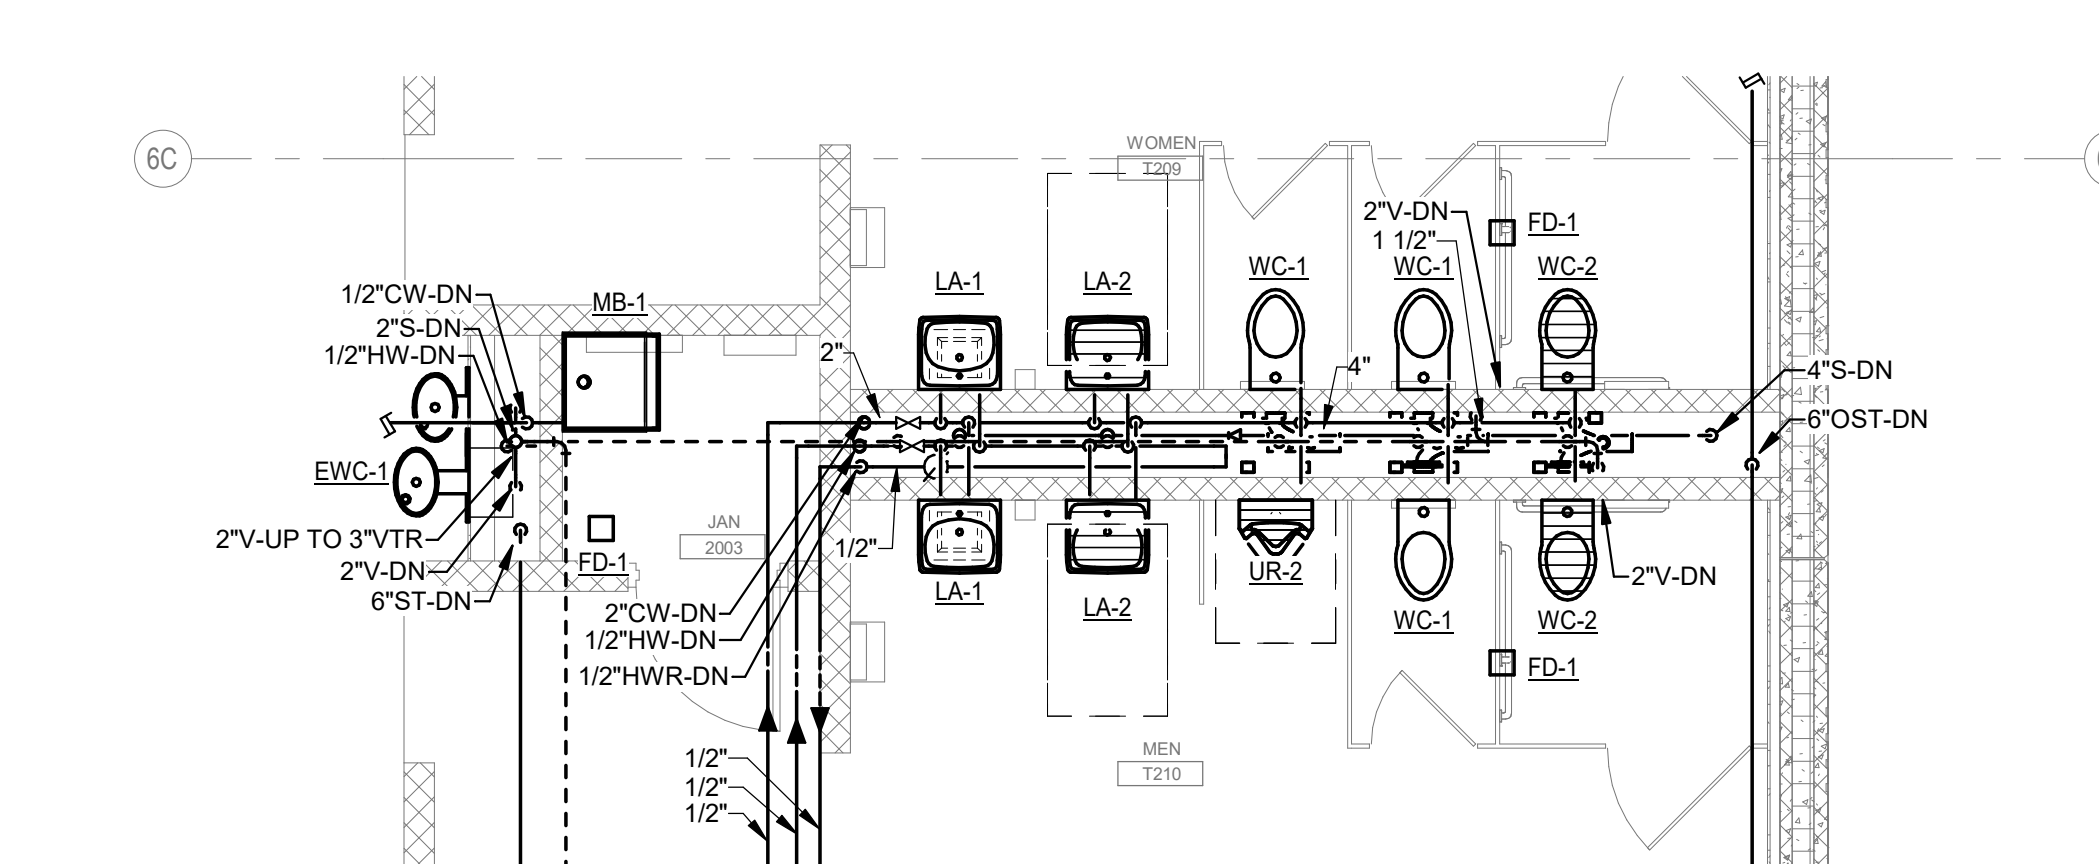 WOMEN
6C
T209
2"V-DN
FD-1
1 1/2"
WC-1
WC-1
WC-2
LA-1
LA-2
1/2"CW-DN
MB-1
2"S-DN
1/2"HW-DN
2"
4"
4"S-DN
6"OST-DN
EWC-1
JAN
2003
2"V-UP TO 3"VTR
1/2"
FD-1
2"V-DN
UR-2
2"V-DN
6"ST-DN
LA-1
LA-2
2"CW-DN
WC-1
WC-2
1/2"HW-DN
1/2"HWR-DN
FD-1
MEN
T210
1/2"
1/2"
1/2"